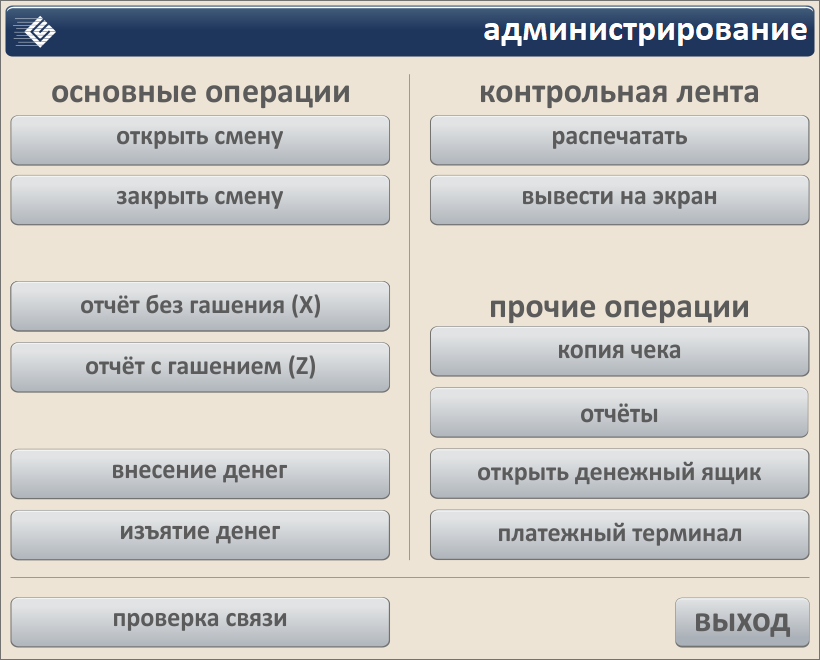 администрирование
основные операции
открыть смену
закрыть смену
отчёт без гашения (X)
отчёт с гашением (Z)
внесение денег
изъятие денег
контрольная лента
распечатать
вывести на экран
прочие операции
копия чека
отчёты
открыть денежный ящик
платежный терминал
проверка связи
выход